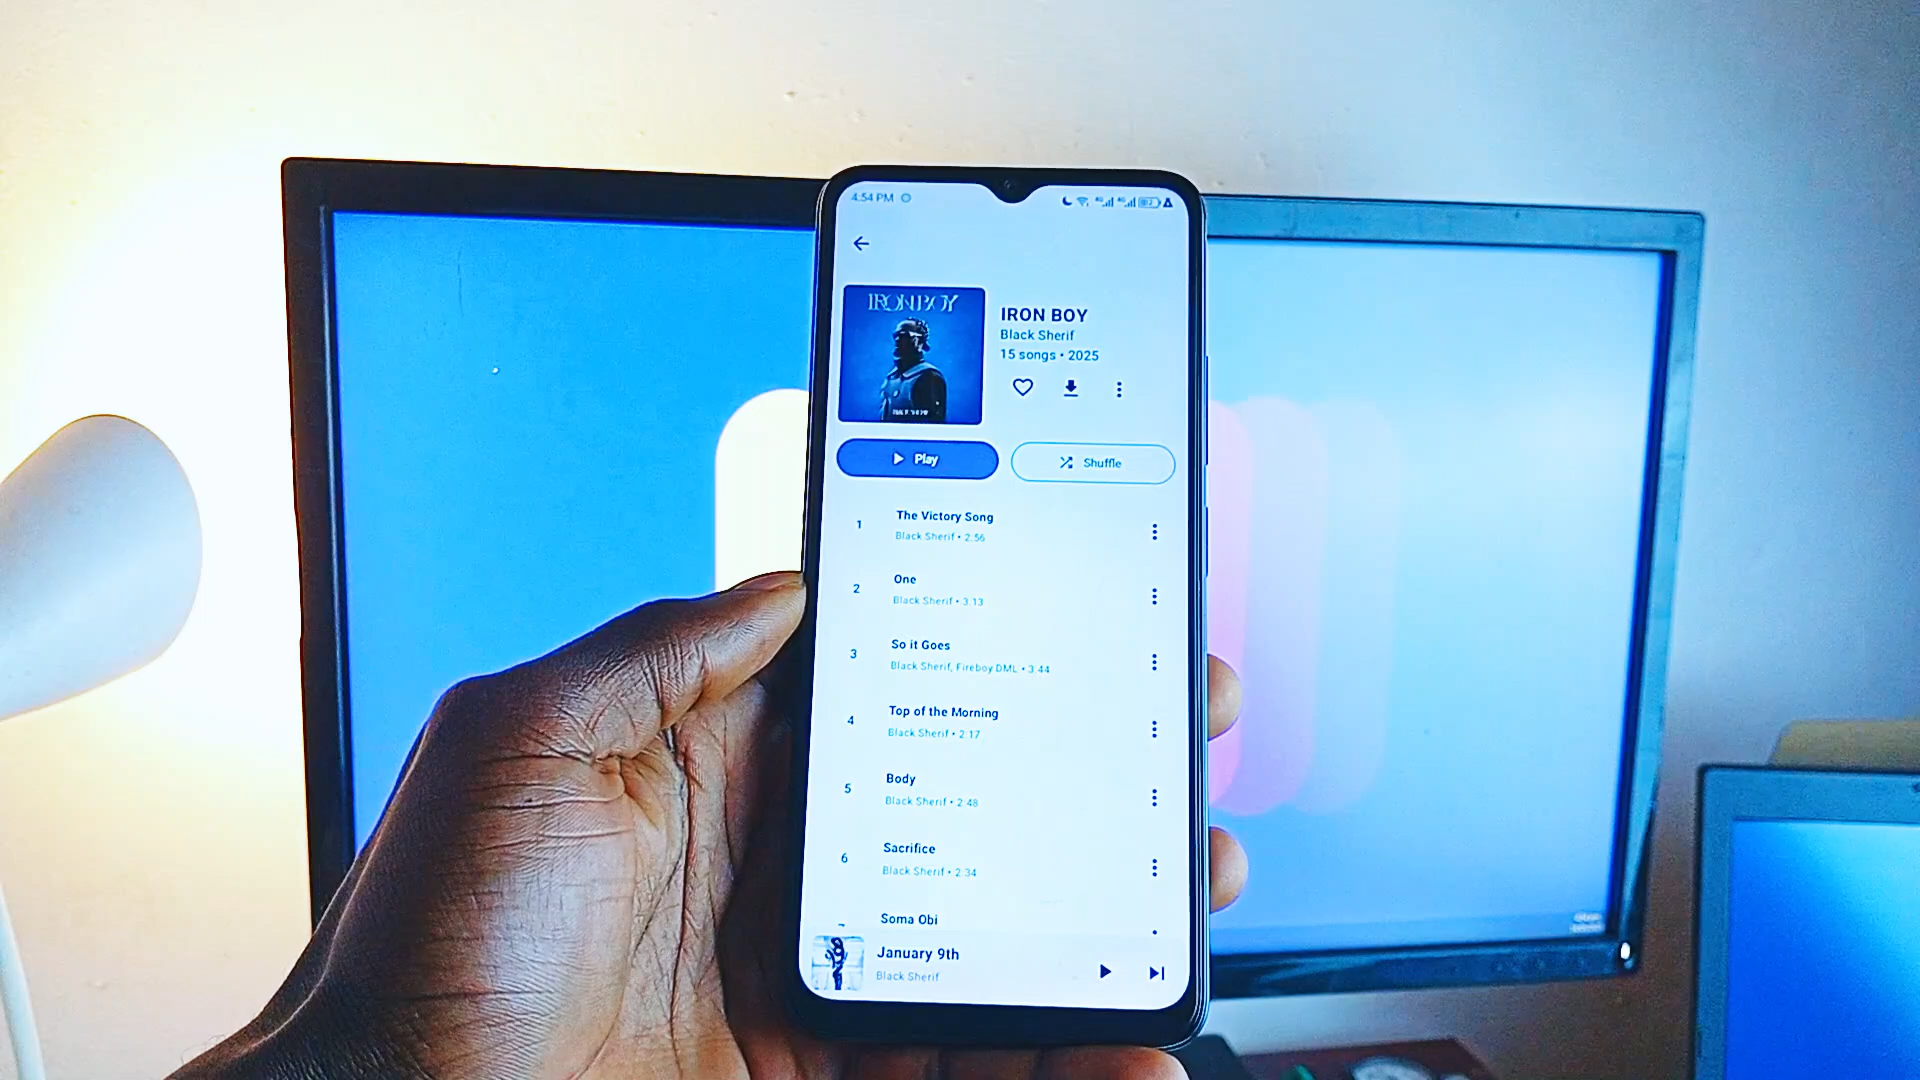 4:54 PM
IRONBOY
IRON BOY
Black Sherif
15 songs • 2025
Play
Shuffle
1
The Victory Song
Black Sherif • 2:56
2
One
Black Sherif • 3:13
3
So it Goes
Black Sherif, Fireboy DML • 3:44
4
Top of the Morning
Black Sherif • 2:17
5
Body
Black Sherif • 2:48
6
Sacrifice
Black Sherif • 2:34
Soma Obi
January 9th
Black Sherif